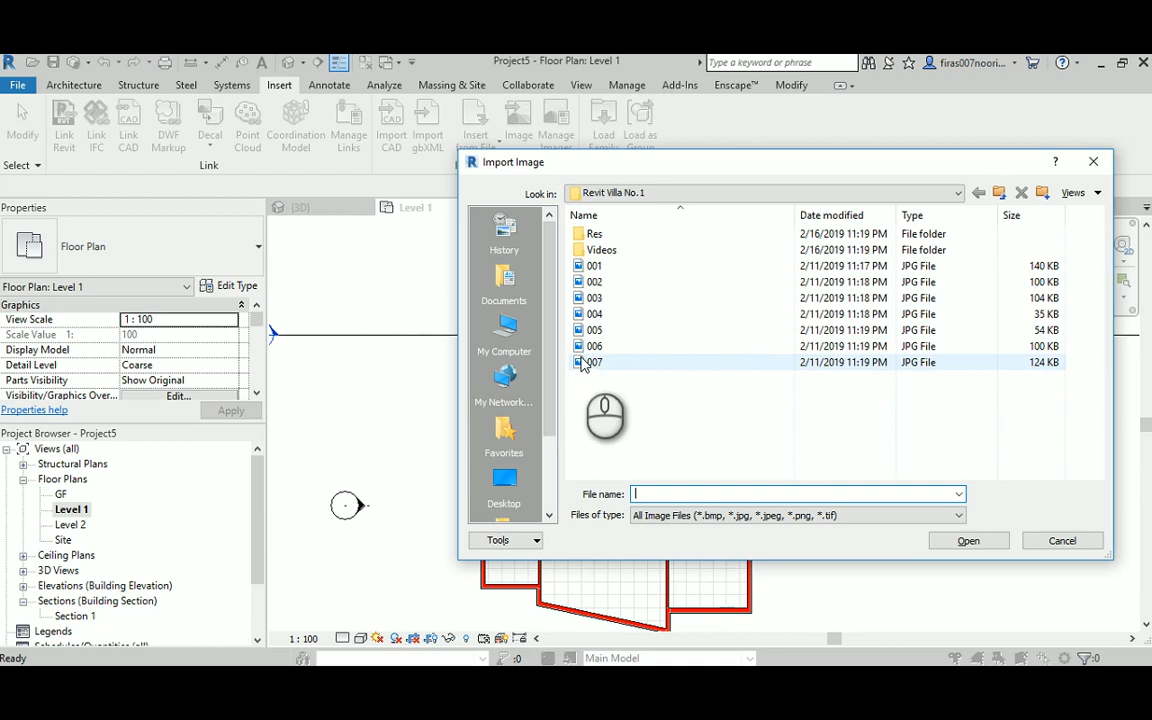 Project5 - Floor Plan: Level 1
Type a keyword or phrase
firas007noori...
File
Architecture
Structure
Steel
Systems
Insert
Annotate
Analyze
Massing & Site
Collaborate
View
Manage
Add-Ins
Enscape™
Modify
Modify
Link Revit
Link IFC
Link CAD
DWF Markup
Decal
Point Cloud
Coordination Model
Manage Links
Import CAD
Import gbXML
Insert from File
Image
Manage Images
Load Family
Load as Group
Select
Link
Import Image
Look in:
Revit Villa No.1
Views
Name
Date modified
Type
Size
Res 2/16/2019 11:19 PM File folder
Videos 2/16/2019 11:19 PM File folder
001 2/11/2019 11:17 PM JPG File 140 KB
002 2/11/2019 11:18 PM JPG File 100 KB
003 2/11/2019 11:18 PM JPG File 104 KB
004 2/11/2019 11:18 PM JPG File 35 KB
005 2/11/2019 11:19 PM JPG File 54 KB
006 2/11/2019 11:19 PM JPG File 100 KB
007 2/11/2019 11:19 PM JPG File 124 KB
History
Documents
My Computer
My Network...
Favorites
Desktop
File name:
Files of type: All Image Files (*.bmp, *.jpg, *.jpeg, *.png, *.tif)
Tools
Open
Cancel
Properties
(3D)
Level 1
Floor Plan
Floor Plan: Level 1
Edit Type
Graphics
View Scale 1 : 100
Scale Value 1: 100
Display Model Normal
Detail Level Coarse
Parts Visibility Show Original
Visibility/Graphics Over... Edit...
Properties help
Apply
Project Browser - Project5
Views (all)
Structural Plans
Floor Plans
GF
Level 1
Level 2
Site
Ceiling Plans
3D Views
Elevations (Building Elevation)
Sections (Building Section)
Section 1
Legends
1 : 100
Ready
:0
Main Model
:0